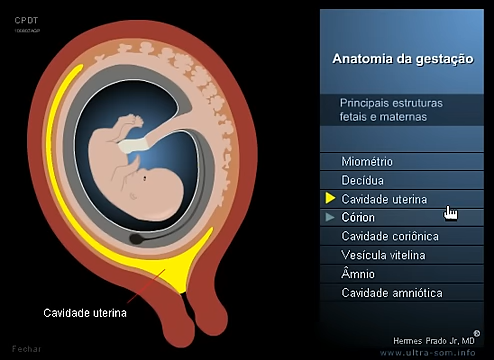 CPDT
Anatomia da gestação
Principais estruturas
fetais e maternas
Miométrio
Decídua
Cavidade uterina
Córion
Cavidade coriônica
Vesícula vitelina
Âmnio
Cavidade amniótica
Cavidade uterina
Fechar
©
Hermes Prado Jr, MD
www.ultra-som.info